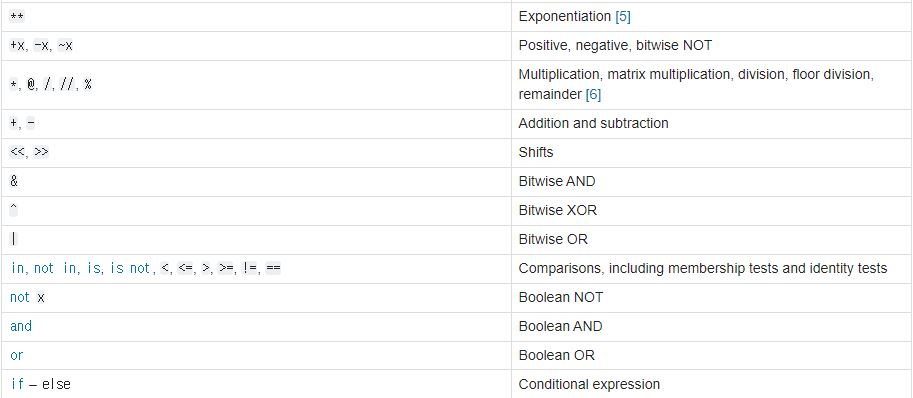 ** Exponentiation [5]
+x, -x, ~x Positive, negative, bitwise NOT
*, @, /, //, % Multiplication, matrix multiplication, division, floor division,
remainder [6]
+, - Addition and subtraction
<<, >> Shifts
& Bitwise AND
^ Bitwise XOR
| Bitwise OR
in, not in, is, is not, <, <=, >, >=, !=, == Comparisons, including membership tests and identity tests
not x Boolean NOT
and Boolean AND
or Boolean OR
if – else Conditional expression